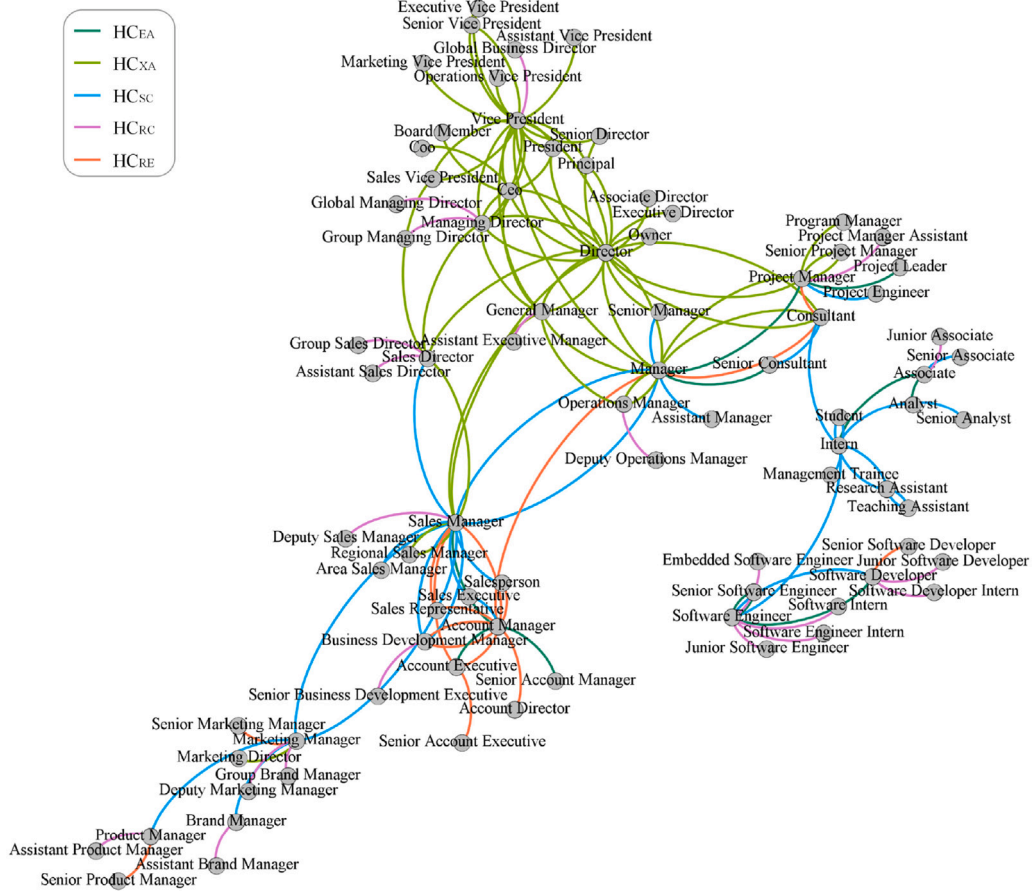 HCEA
HCXA
HCSC
HCRC
HCRE
Executive Vice President
Senior Vice President
Assistant Vice President
Global Business Director
Marketing Vice President
Operations Vice President
Vice President
Board Member
Senior Director
Coo
President
Principal
Sales Vice President
Ceo
Associate Director
Global Managing Director
Executive Director
Managing Director
Program Manager
Group Managing Director
Owner
Project Manager Assistant
Director
Senior Project Manager
Project Leader
Project Manager
Project Engineer
General Manager
Senior Manager
Consultant
Junior Associate
Group Sales Director
Assistant Executive Manager
Sales Director
Senior Associate
Assistant Sales Director
Manager
Senior Consultant
Associate
Operations Manager
Analyst
Assistant Manager
Student
Senior Analyst
Intern
Deputy Operations Manager
Management Trainee
Research Assistant
Teaching Assistant
Sales Manager
Deputy Sales Manager
Senior Software Developer
Regional Sales Manager
Embedded Software Engineer
Junior Software Developer
Area Sales Manager
Software Developer
Salesperson
Senior Software Engineer
Software Developer Intern
Sales Executive
Sales Representative
Software Intern
Software Engineer
Account Manager
Software Engineer Intern
Business Development Manager
Junior Software Engineer
Account Executive
Senior Account Manager
Senior Business Development Executive
Account Director
Senior Marketing Manager
Marketing Manager
Senior Account Executive
Marketing Director
Group Brand Manager
Deputy Marketing Manager
Brand Manager
Product Manager
Assistant Product Manager
Assistant Brand Manager
Senior Product Manager